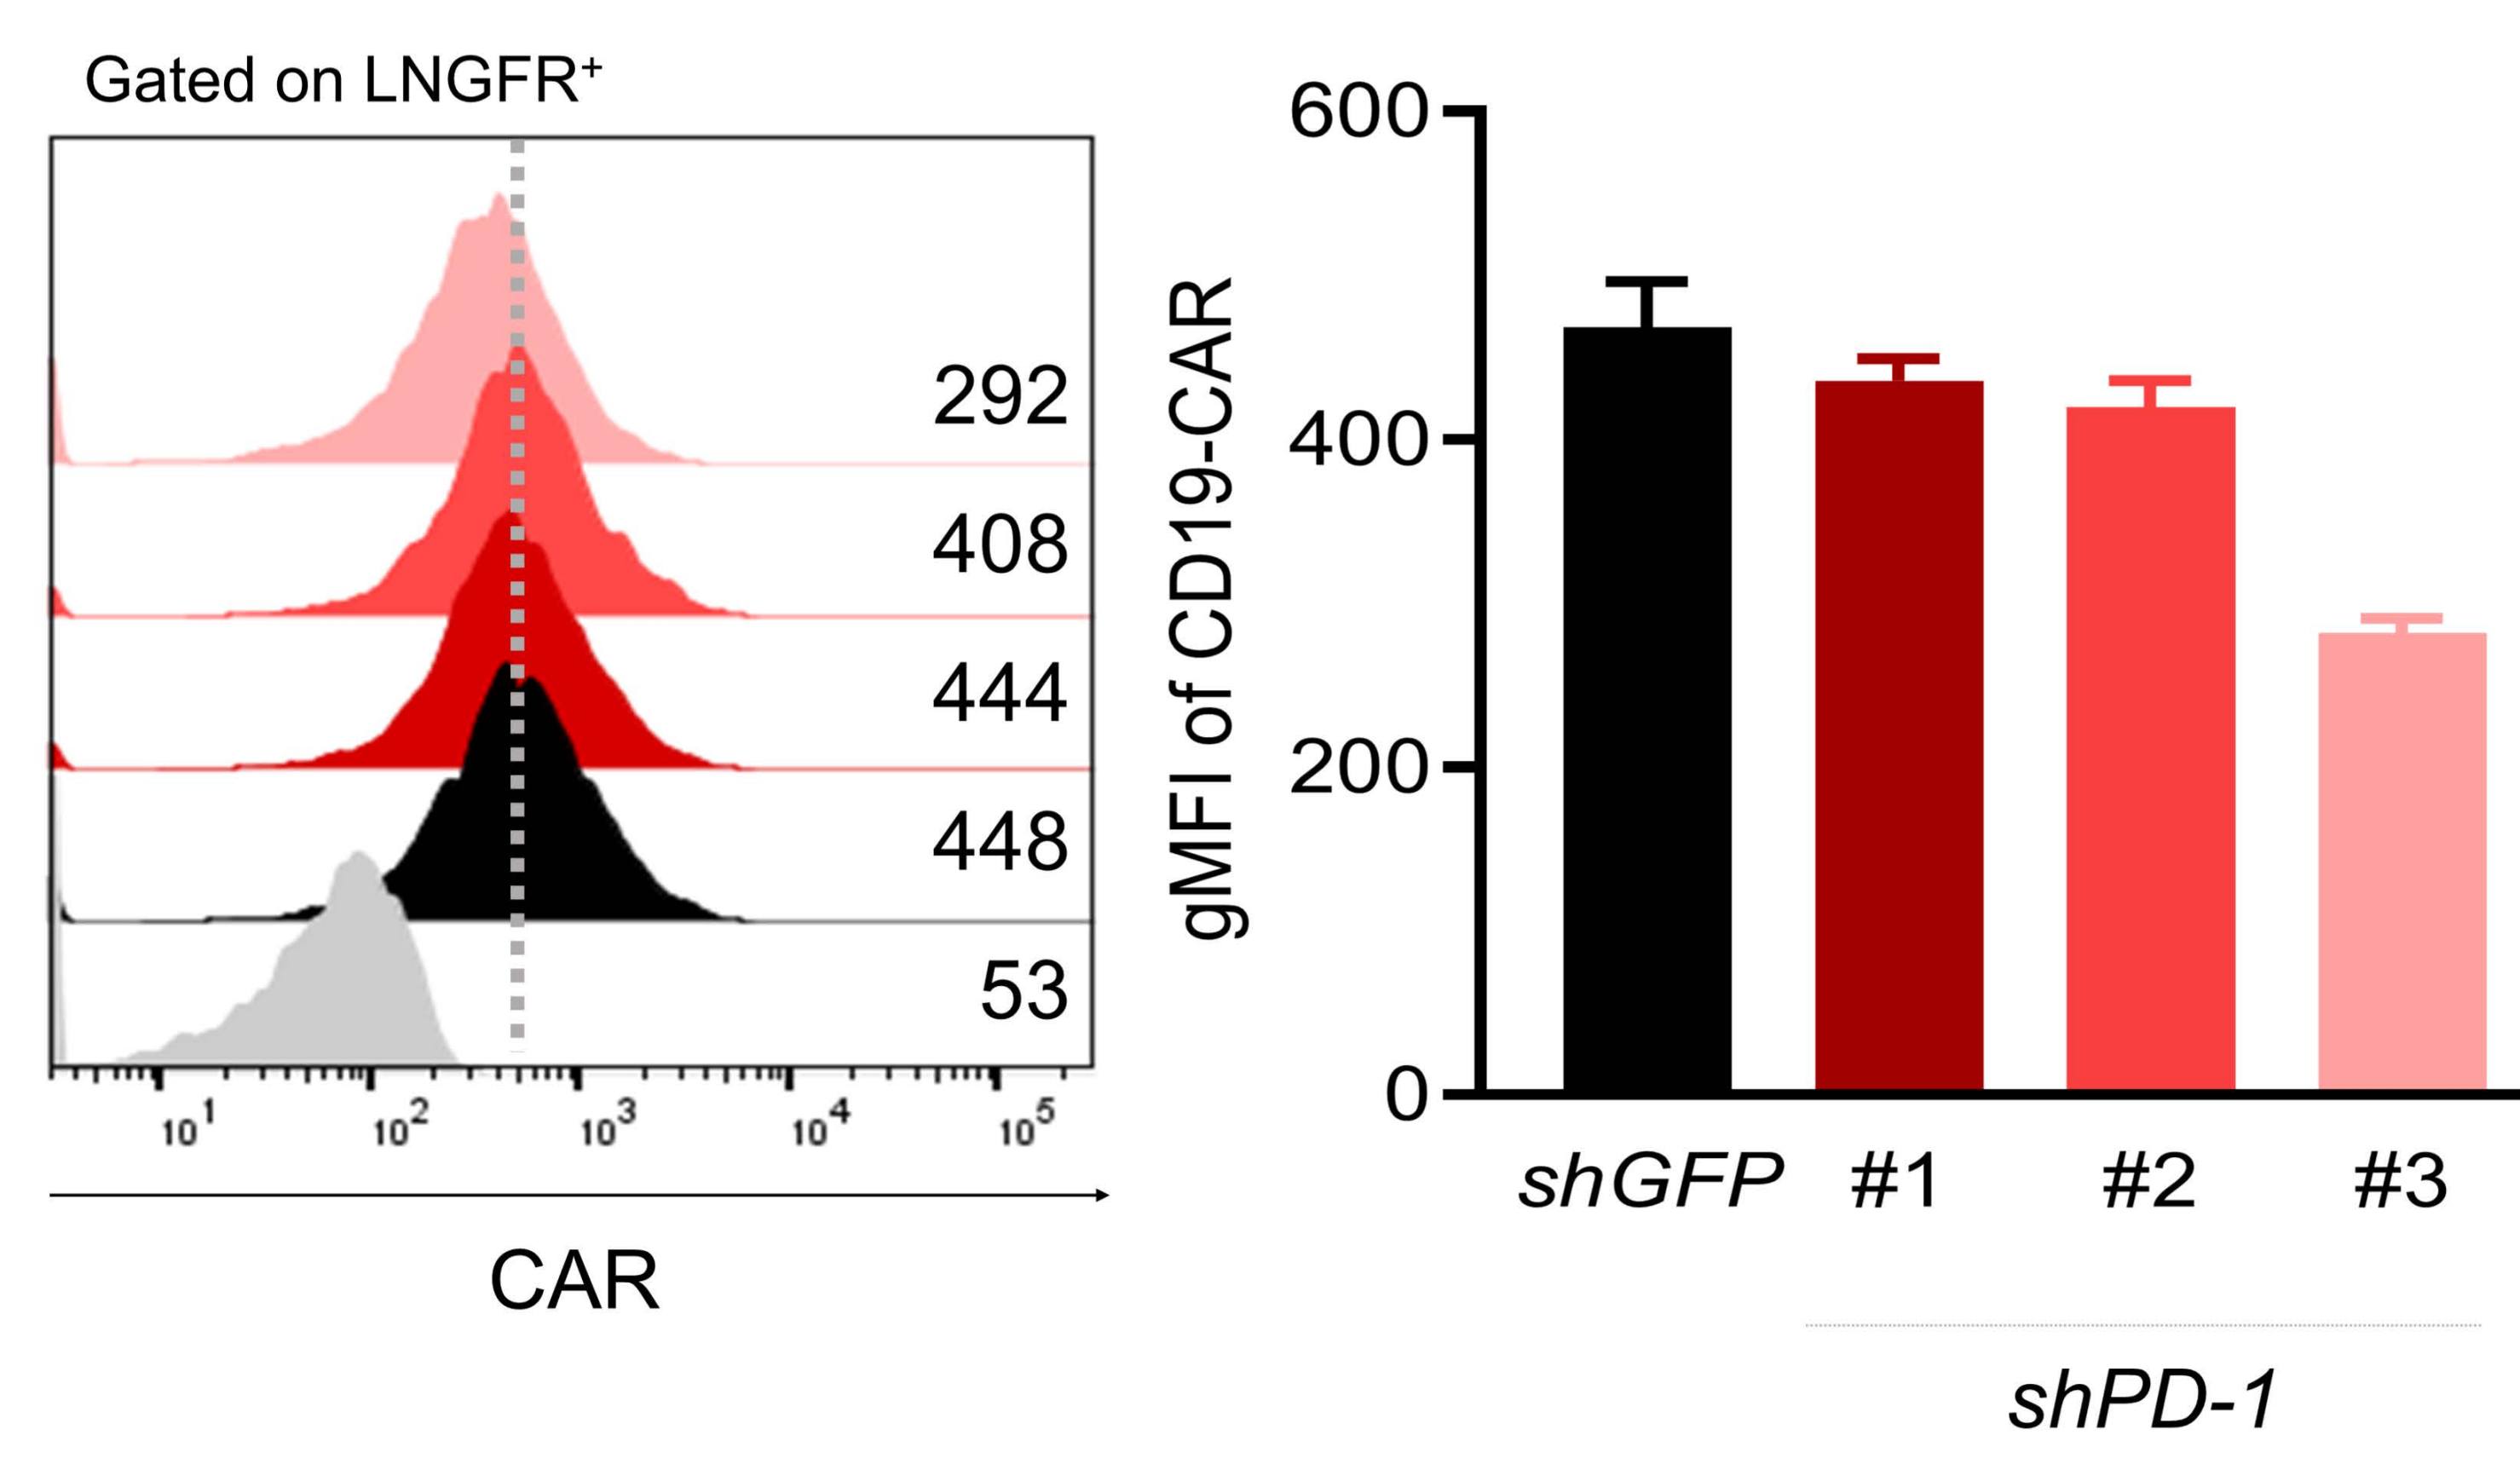 Gated on LNGFR⁺
292
408
444
448
53
10¹ 10² 10³ 10⁴ 10⁵
CAR
gMFI of CD19-CAR
600
400
200
0
shGFP #1 #2 #3
shPD-1